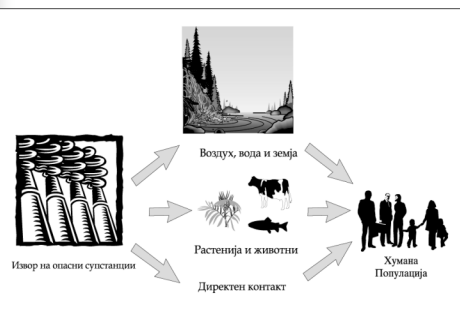 Воздух, вода и земја
Растенија и животни
Извор на опасни супстанции
Директен контакт
Хумана
Популација